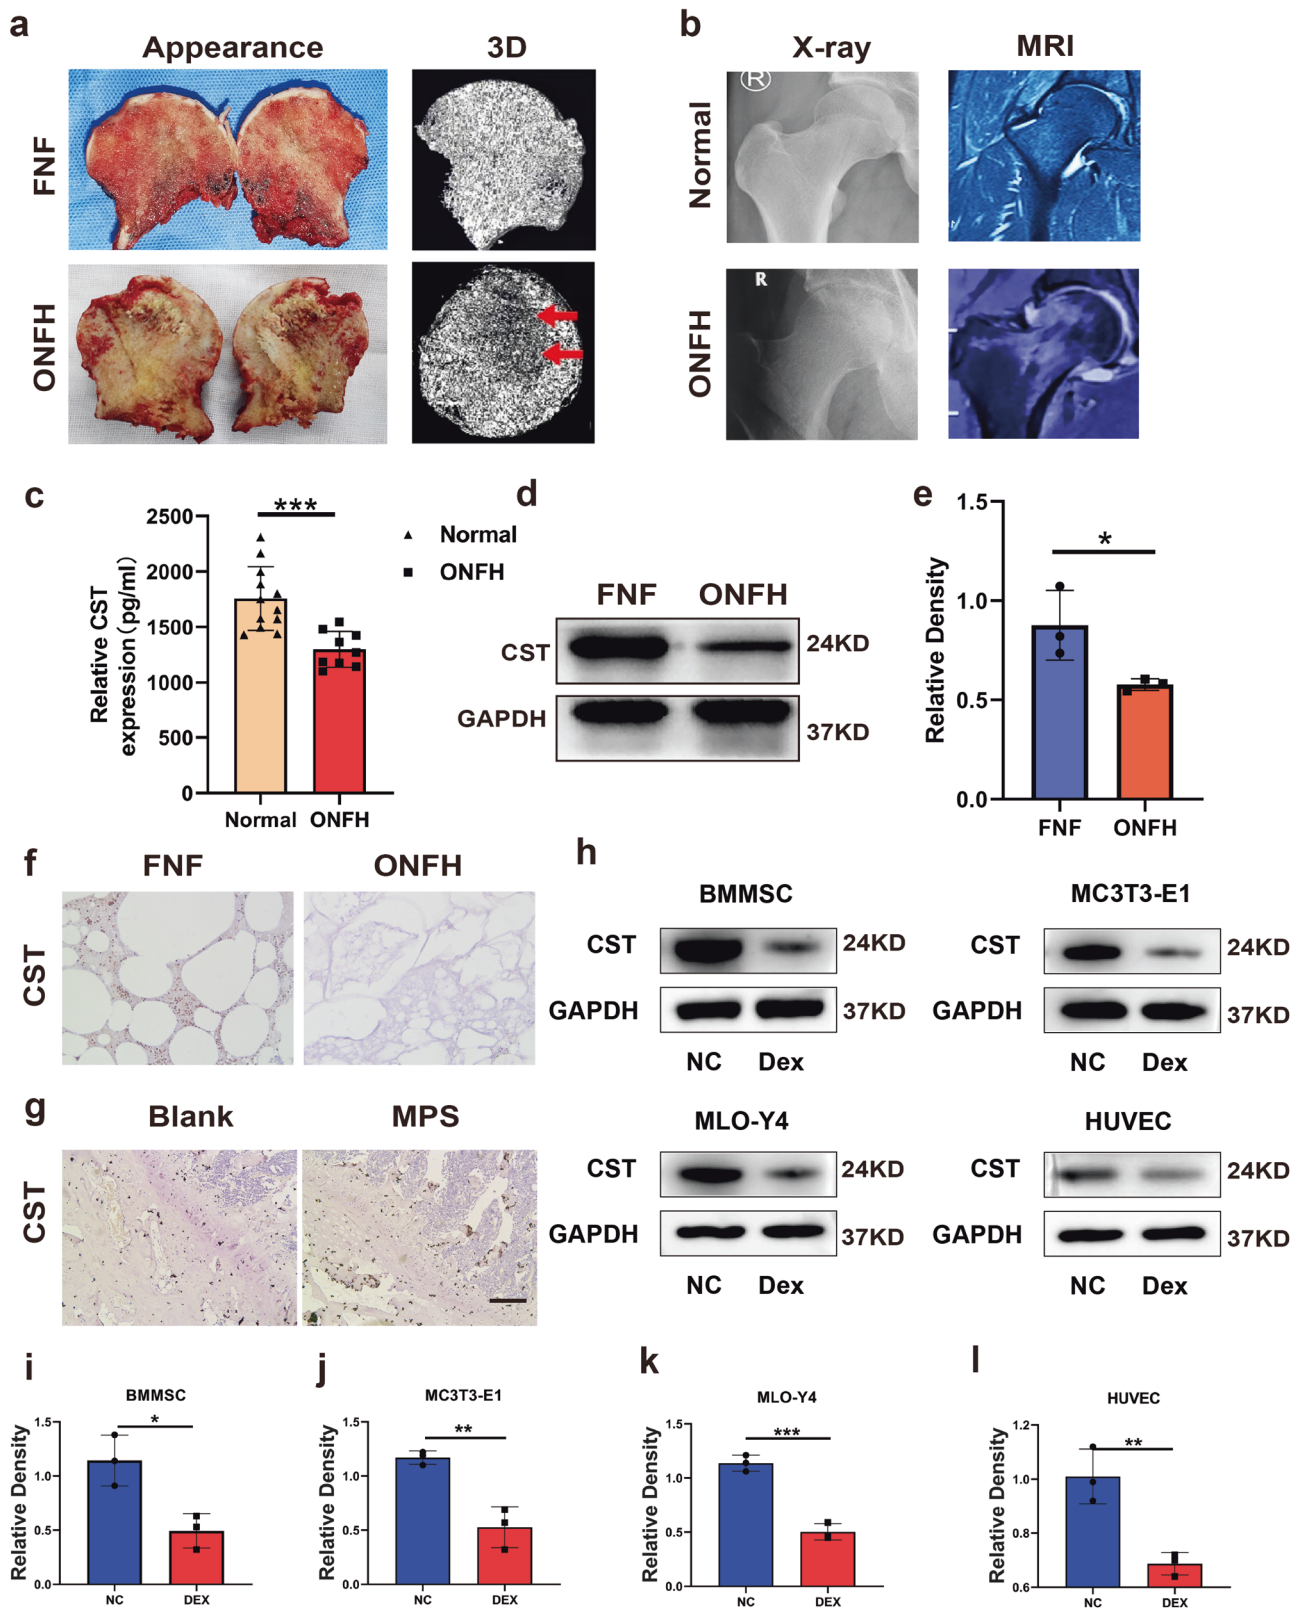 a
Appearance
3D
FNF
ONFH
b
X-ray
MRI
Normal
R
ONFH
R
c
Relative CST
expression(pg/ml)
2500
2000
1500
1000
500
0
***
Normal
ONFH
Normal ONFH
d
FNF ONFH
CST 24KD
GAPDH 37KD
e
Relative Density
1.5
1.0
0.5
0.0
*
FNF ONFH
f
FNF ONFH
CST
g
Blank MPS
CST
h
BMMSC
CST 24KD
GAPDH 37KD
NC Dex
MC3T3-E1
CST 24KD
GAPDH 37KD
NC Dex
MLO-Y4
CST 24KD
GAPDH 37KD
NC Dex
HUVEC
CST 24KD
GAPDH 37KD
NC Dex
i
BMMSC
Relative Density
1.5
1.0
0.5
0.0
*
NC DEX
j
MC3T3-E1
Relative Density
1.5
1.0
0.5
0.0
**
NC DEX
k
MLO-Y4
Relative Density
1.5
1.0
0.5
0.0
***
NC DEX
l
HUVEC
Relative Density
1.2
1.0
0.8
0.6
**
NC DEX